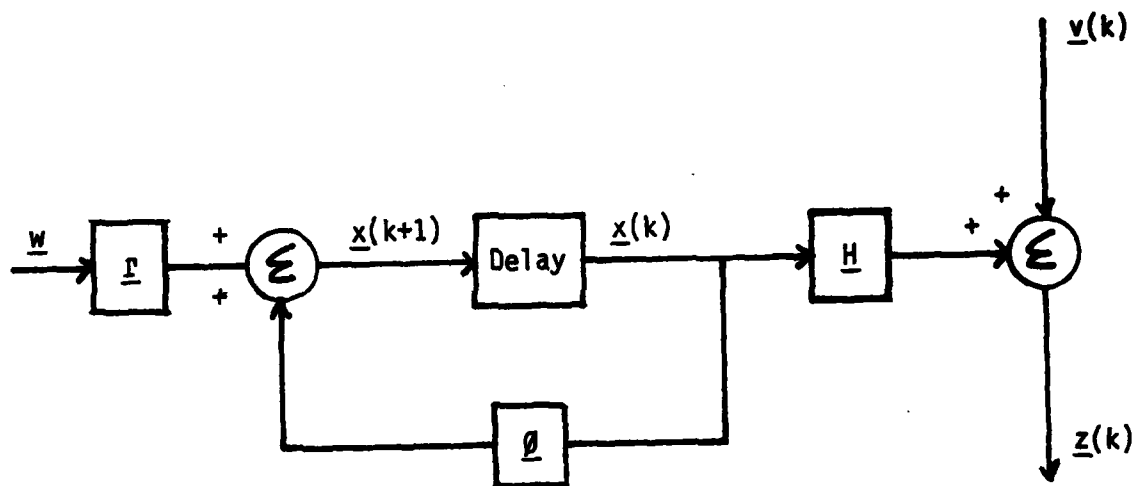 v(k)
+
+
w
Γ
+
+
Σ
x(k+1)
Delay
x(k)
H
Σ
Ø
z(k)